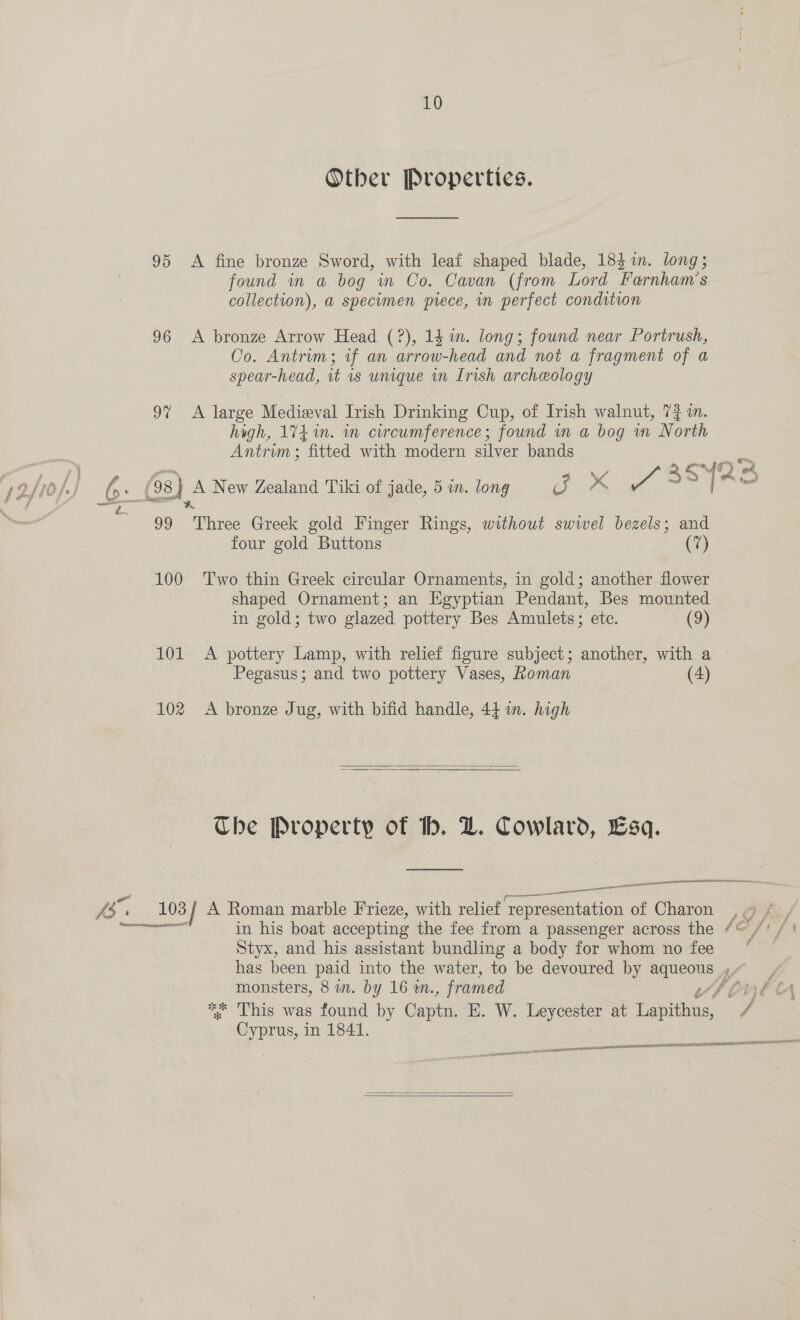 10
Other Properties.
95 A fine bronze Sword, with leaf shaped blade, 18¾ in. long;
found in a bog in Co. Cavan (from Lord Farnham's
collection), a specimen piece, in perfect condition
96 A bronze Arrow Head (?), 1¾ in. long; found near Portrush,
Co. Antrim; if an arrow-head and not a fragment of a
spear-head, it is unique in Irish archæology
97 A large Mediæval Irish Drinking Cup, of Irish walnut, 7¾ in.
high, 17¼ in. in circumference; found in a bog in North
Antrim; fitted with modern silver bands
6. 98 A New Zealand Tiki of jade, 5 in. long
99 Three Greek gold Finger Rings, without swivel bezels; and
four gold Buttons (7)
100 Two thin Greek circular Ornaments, in gold; another flower
shaped Ornament; an Egyptian Pendant, Bes mounted
in gold; two glazed pottery Bes Amulets; etc. (9)
101 A pottery Lamp, with relief figure subject; another, with a
Pegasus; and two pottery Vases, Roman (4)
102 A bronze Jug, with bifid handle, 4¼ in. high
The Property of H. L. Cowlard, Esq.
103 A Roman marble Frieze, with relief representation of Charon
in his boat accepting the fee from a passenger across the
Styx, and his assistant bundling a body for whom no fee
has been paid into the water, to be devoured by aqueous
monsters, 8 in. by 16 in., framed
*** This was found by Captn. E. W. Leycester at Lapithus,
Cyprus, in 1841.